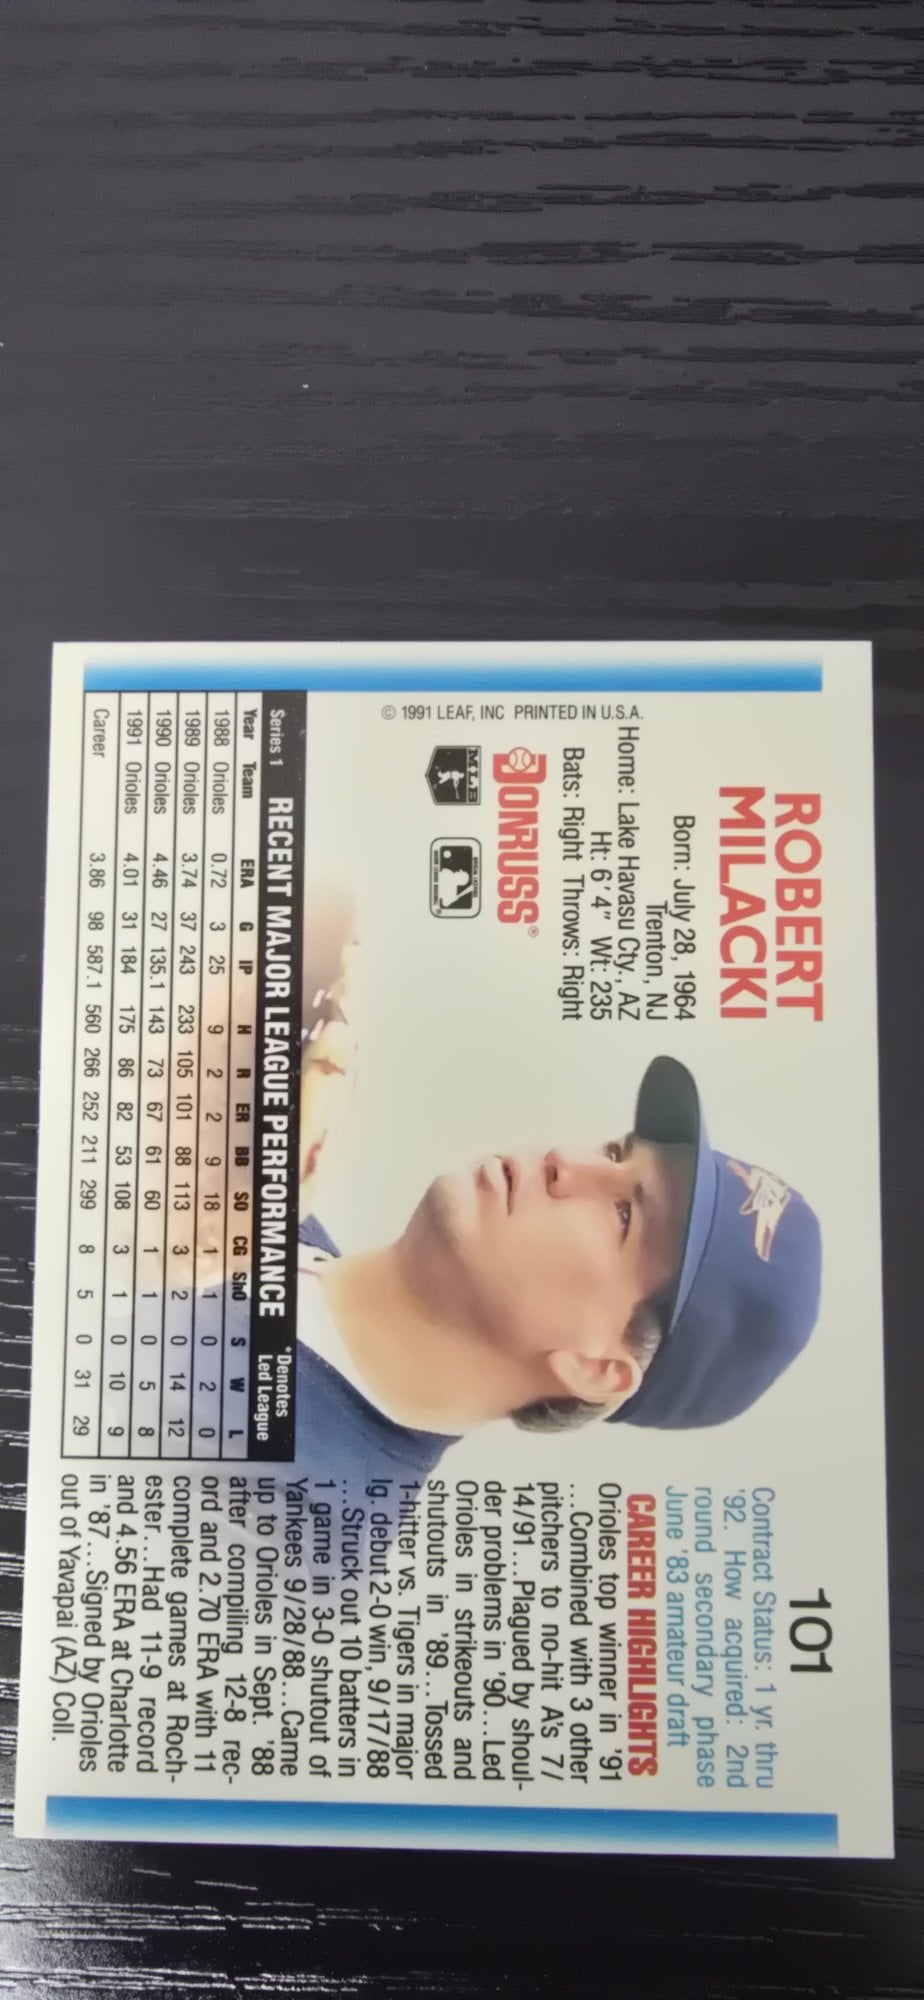 101
ROBERT
MILACKI
Born: July 28, 1964
Trenton, NJ
Home: Lake Havasu Cty., AZ
Ht: 6'4" Wt: 235
Bats: Right Throws: Right
© 1991 LEAF, INC PRINTED IN U.S.A.
DONRUSS®
MLB
Contract Status: 1 yr. thru
'92. How acquired: 2nd
round secondary phase
June '83 amateur draft
CAREER HIGHLIGHTS
Orioles top winner in '91
...Combined with 3 other
pitchers to no-hit A's 7/
14/91...Plagued by shoul-
der problems in '90...Led
Orioles in strikeouts and
shutouts in '89...Tossed
1-hitter vs. Tigers in major
lg. debut 2-0 win, 9/17/88
...Struck out 10 batters in
1 game in 3-0 shutout of
Yankees 9/28/88...Came
up to Orioles in Sept. '88
after compiling 12-8 rec-
ord and 2.70 ERA with 11
complete games at Roch-
ester...Had 11-9 record
and 4.56 ERA at Charlotte
in '87...Signed by Orioles
out of Yavapai (AZ) Coll.
Series 1 RECENT MAJOR LEAGUE PERFORMANCE *Denotes
Led League
Year Team ERA G IP H R ER BB SO CG ShO S W L
1988 Orioles 0.72 3 25 9 2 2 9 18 1 1 0 2 0
1989 Orioles 3.74 37 243 233 105 101 88 113 3 2 0 14 12
1990 Orioles 4.46 27 135.1 143 73 67 61 60 1 1 0 5 8
1991 Orioles 4.01 31 184 175 86 82 53 108 3 1 0 10 9
Career 3.86 98 587.1 560 266 252 211 299 8 5 0 31 29